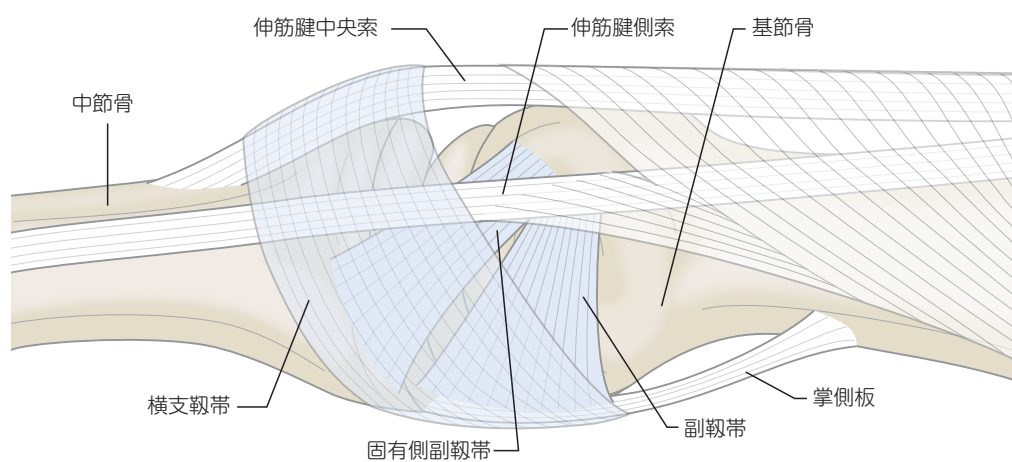 伸筋腱中央索
伸筋腱側索
基節骨
中節骨
横支靱帯
固有側副靱帯
副靱帯
掌側板